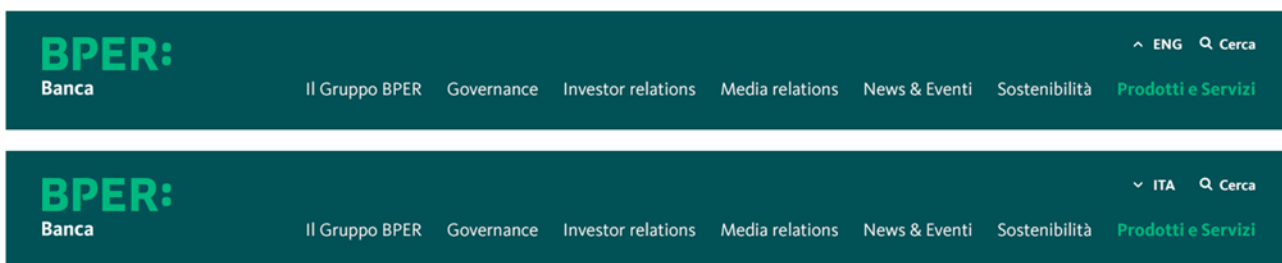 BPER:
Banca
ENG Cerca
Il Gruppo BPER Governance Investor relations Media relations News & Eventi Sostenibilità Prodotti e Servizi
BPER:
Banca
ITA Cerca
Il Gruppo BPER Governance Investor relations Media relations News & Eventi Sostenibilità Prodotti e Servizi